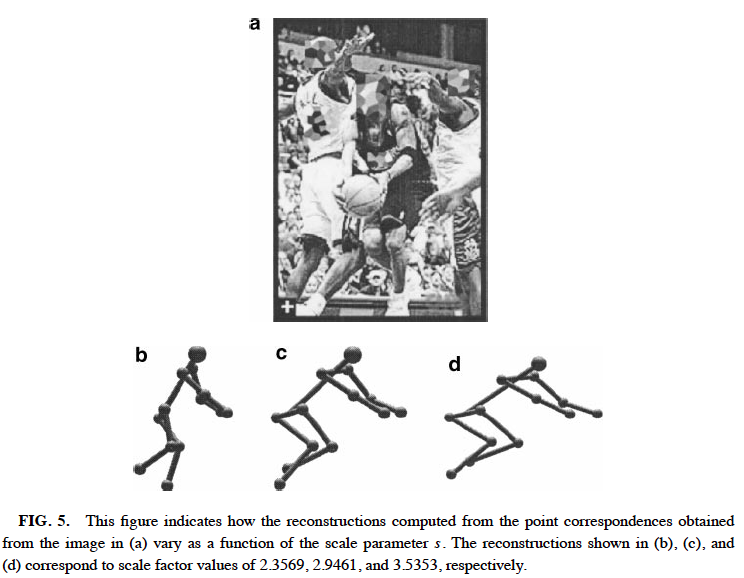 a
b
c
d
FIG. 5. This figure indicates how the reconstructions computed from the point correspondences obtained
from the image in (a) vary as a function of the scale parameter s. The reconstructions shown in (b), (c), and
(d) correspond to scale factor values of 2.3569, 2.9461, and 3.5353, respectively.